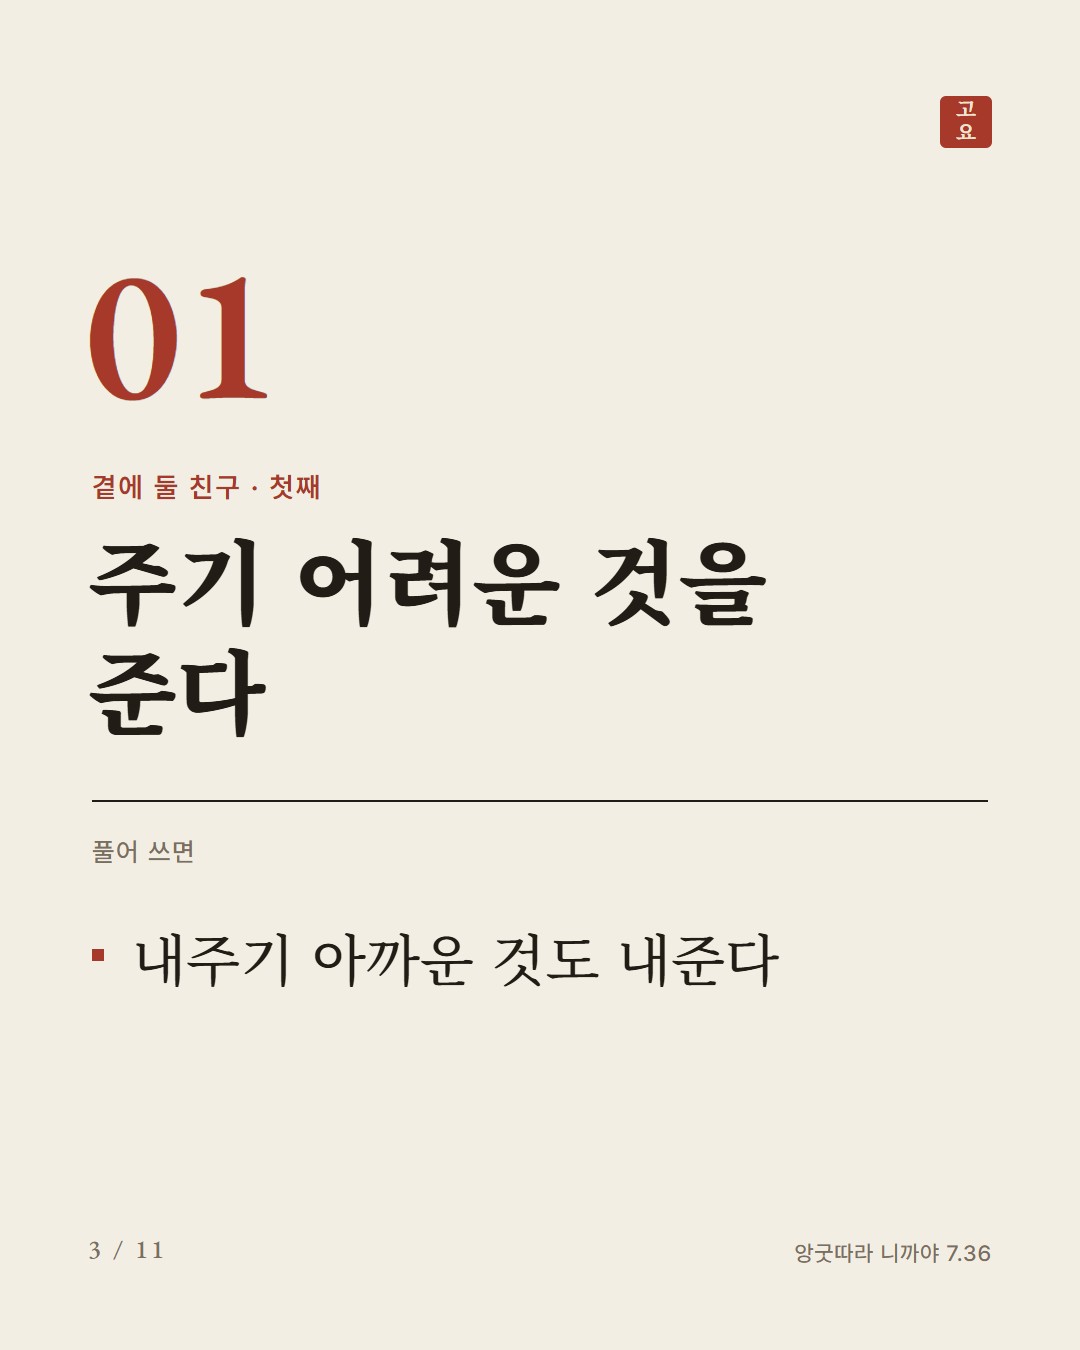 고
요
01
곁에 둘 친구 · 첫째
주기 어려운 것을
준다
풀어 쓰면
내주기 아까운 것도 내준다
3 / 11
앙굿따라 니까야 7.36